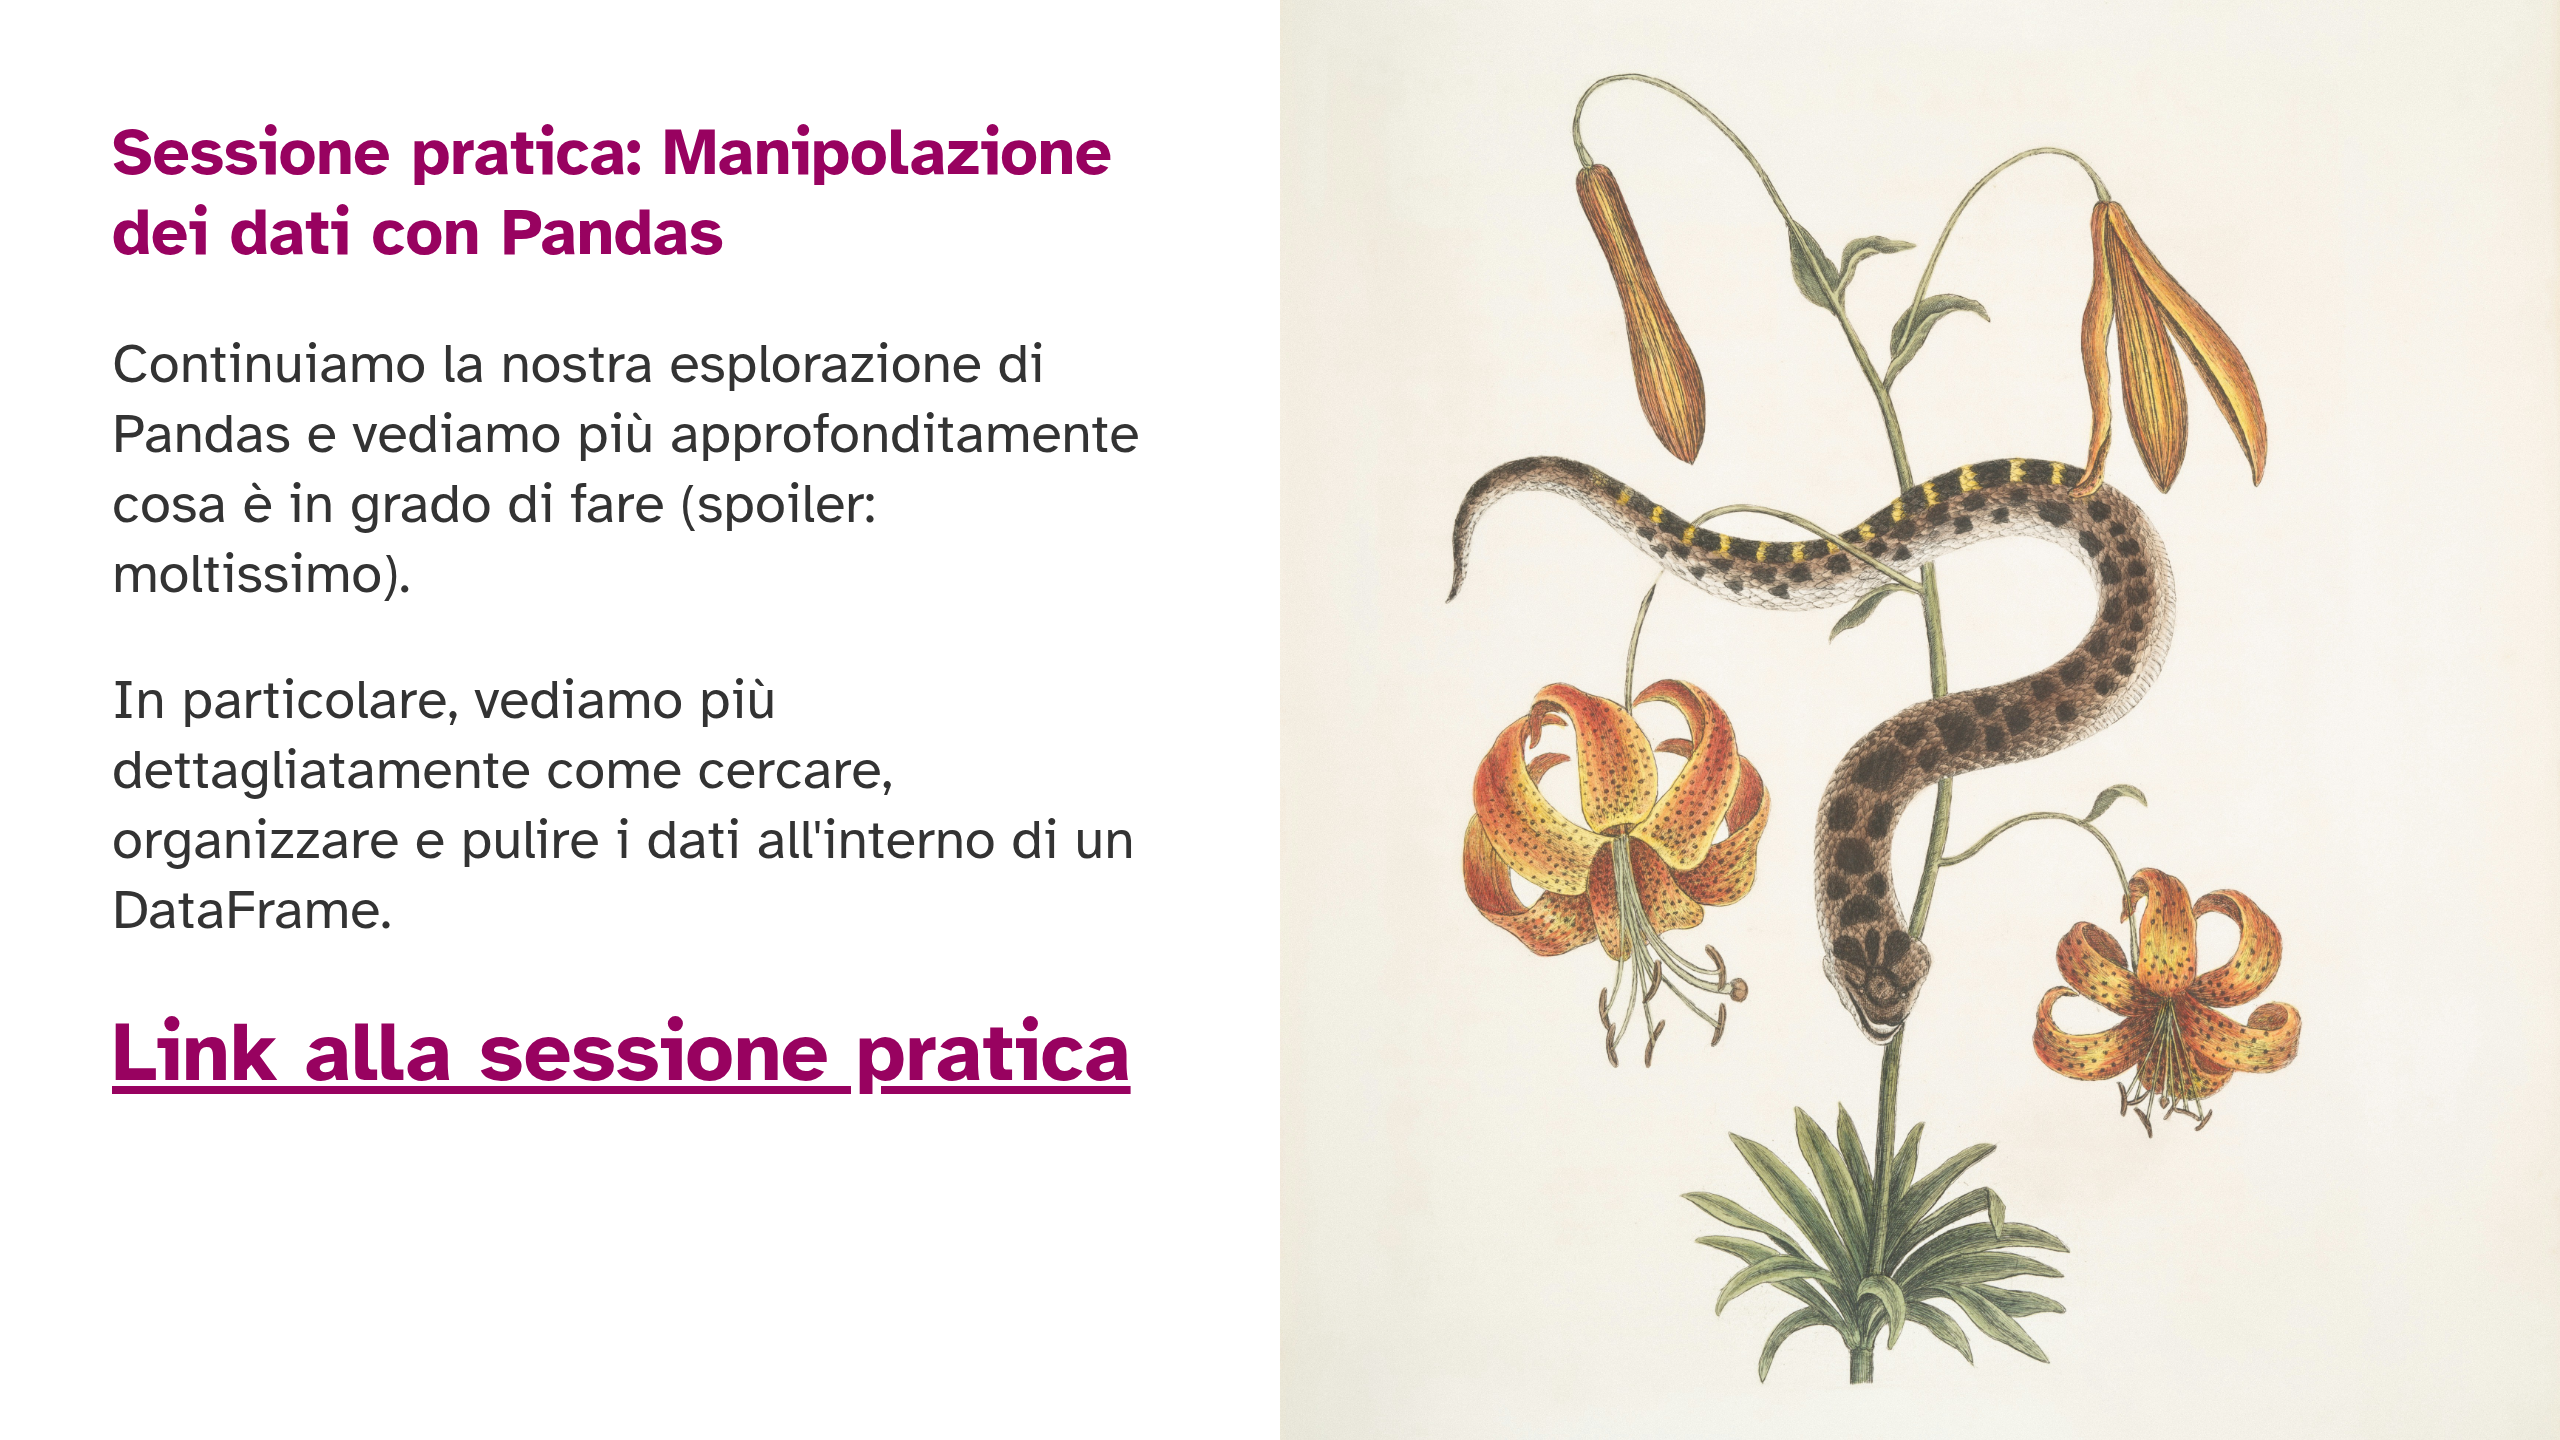 Sessione pratica: Manipolazione
dei dati con Pandas
Continuiamo la nostra esplorazione di
Pandas e vediamo più approfonditamente
cosa è in grado di fare (spoiler:
moltissimo).
In particolare, vediamo più
dettagliatamente come cercare,
organizzare e pulire i dati all'interno di un
DataFrame.
Link alla sessione pratica